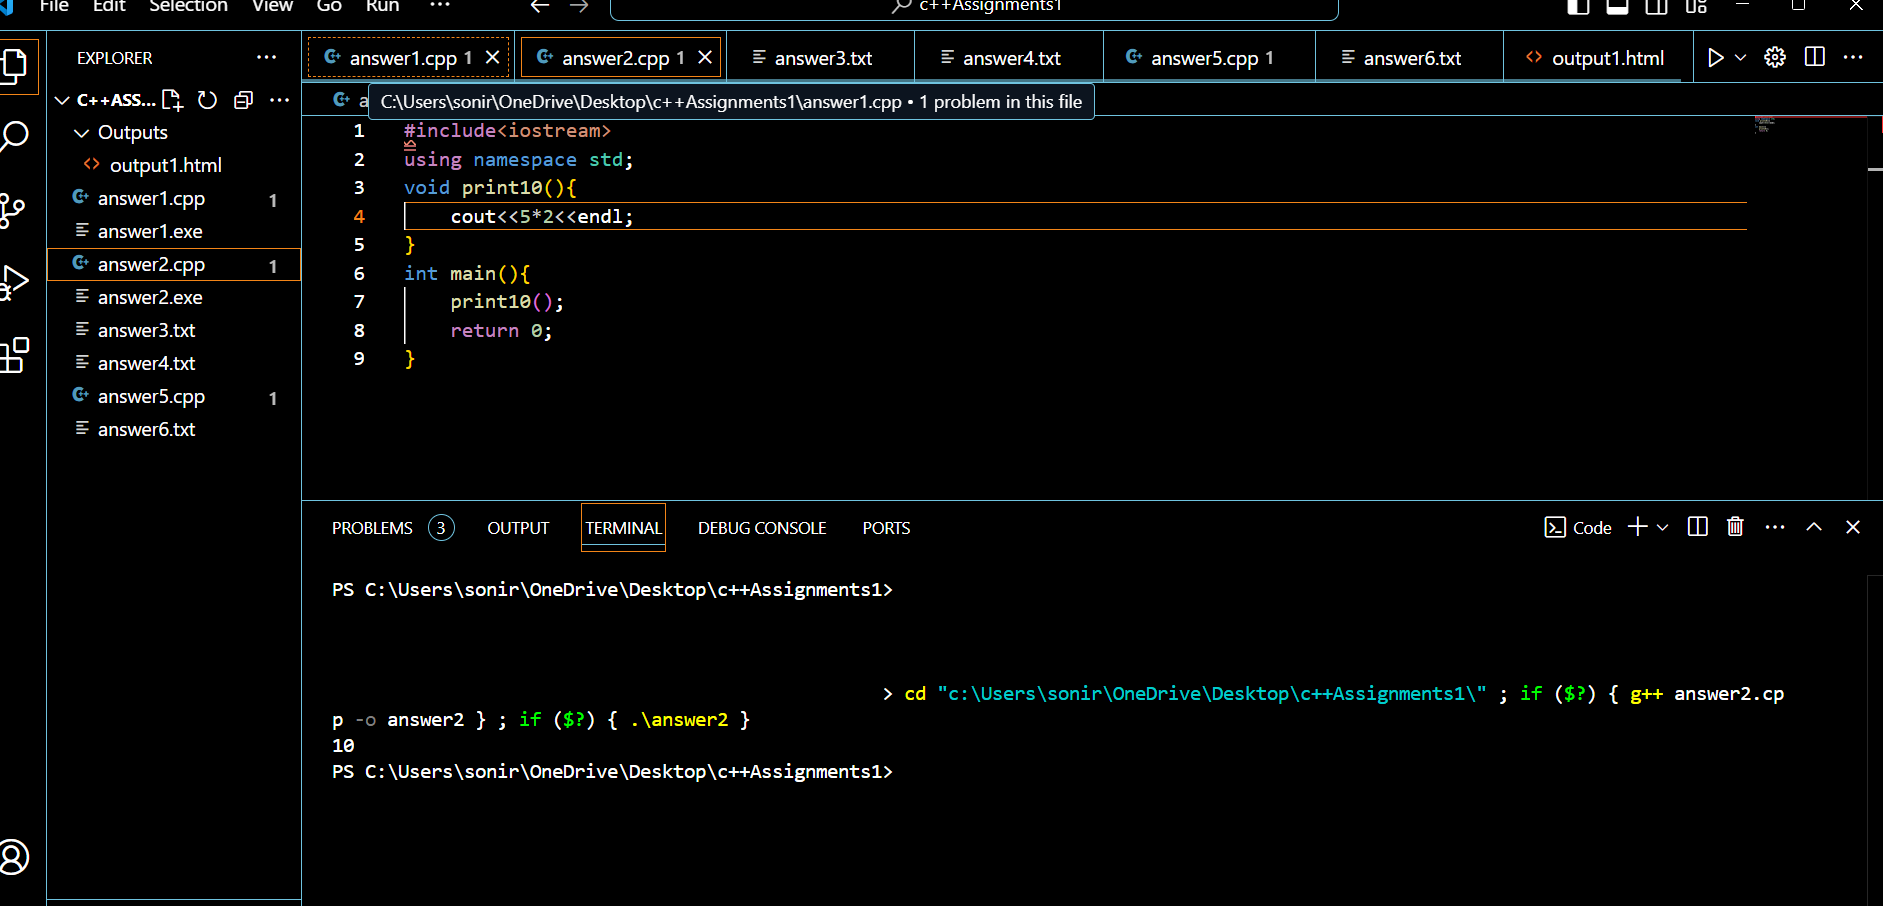 File Edit Selection View Go Run ...
c++Assignments1
EXPLORER
answer1.cpp 1
answer2.cpp 1
answer3.txt
answer4.txt
answer5.cpp 1
answer6.txt
output1.html
C++ASS...
C:\Users\sonir\OneDrive\Desktop\c++Assignments1\answer1.cpp • 1 problem in this file
Outputs
output1.html
answer1.cpp 1
answer1.exe
answer2.cpp 1
answer2.exe
answer3.txt
answer4.txt
answer5.cpp 1
answer6.txt
1 #include<iostream>
2 using namespace std;
3 void print10(){
4 cout<<5*2<<endl;
5 }
6 int main(){
7 print10();
8 return 0;
9 }
PROBLEMS 3 OUTPUT TERMINAL DEBUG CONSOLE PORTS
Code
PS C:\Users\sonir\OneDrive\Desktop\c++Assignments1>
> cd "c:\Users\sonir\OneDrive\Desktop\c++Assignments1\" ; if ($?) { g++ answer2.cp
p -o answer2 } ; if ($?) { .\answer2 }
10
PS C:\Users\sonir\OneDrive\Desktop\c++Assignments1>